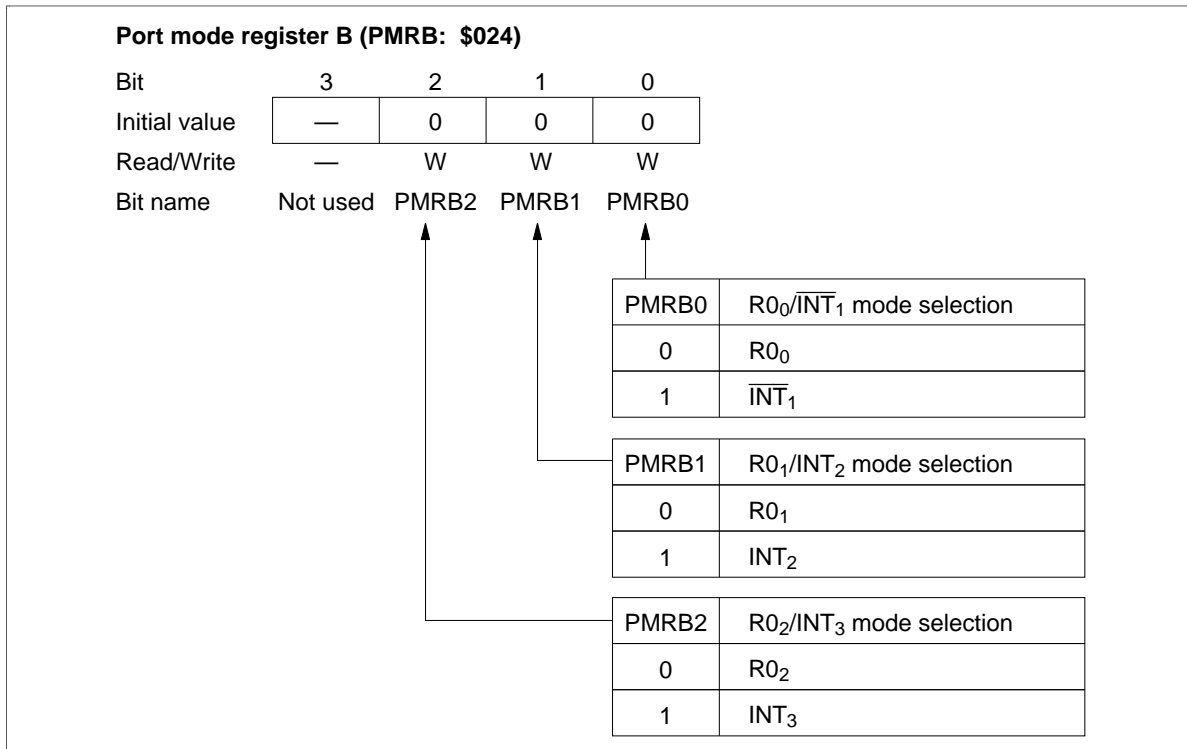 Port mode register B (PMRB: $024)
Bit 3 2 1 0
Initial value — 0 0 0
Read/Write — W W W
Bit name Not used PMRB2 PMRB1 PMRB0
PMRB0 R0₀/I̅N̅T̅₁ mode selection
0 R0₀
1 I̅N̅T̅₁
PMRB1 R0₁/INT₂ mode selection
0 R0₁
1 INT₂
PMRB2 R0₂/INT₃ mode selection
0 R0₂
1 INT₃